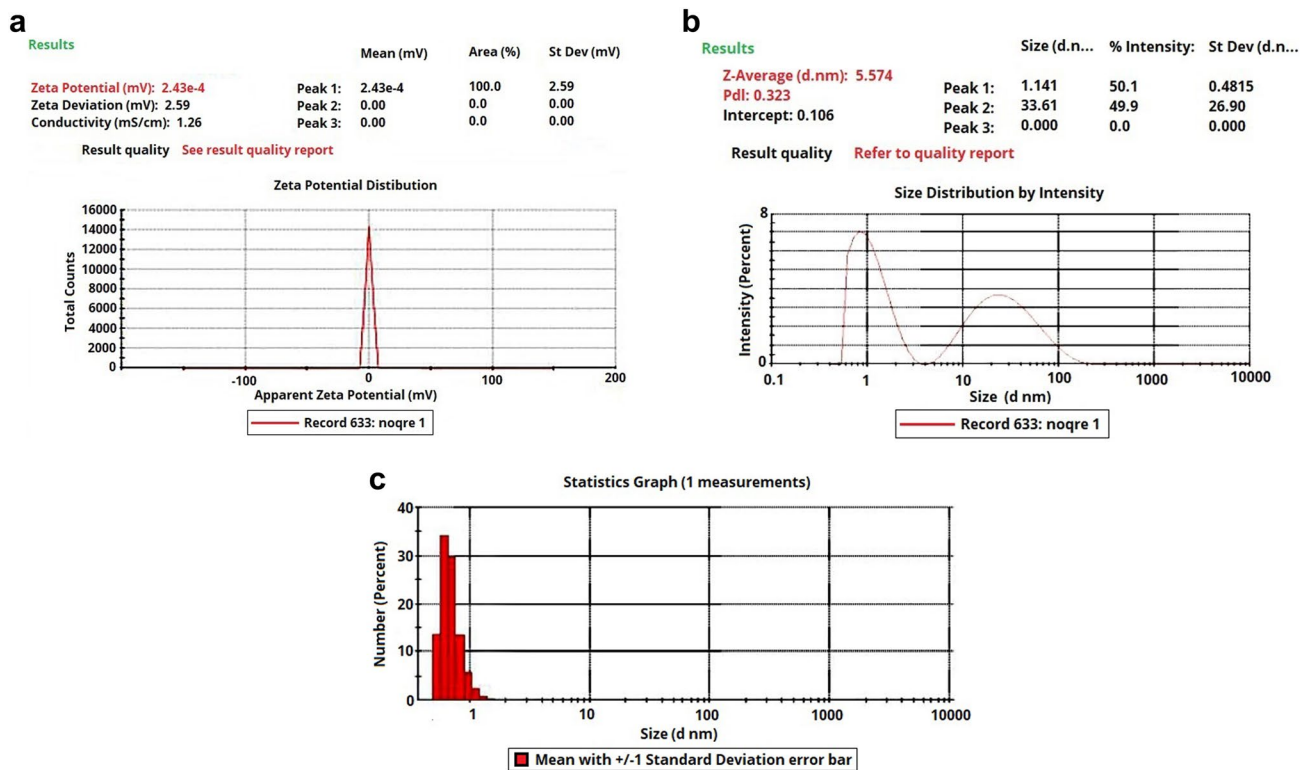 a
Results
Mean (mV) Area (%) St Dev (mV)
Zeta Potential (mV): 2.43e-4 Peak 1: 2.43e-4 100.0 2.59
Zeta Deviation (mV): 2.59 Peak 2: 0.00 0.0 0.00
Conductivity (mS/cm): 1.26 Peak 3: 0.00 0.0 0.00
Result quality See result quality report
Zeta Potential Distibution
16000
14000
12000
10000
8000
6000
4000
2000
0
Total Counts
-100 0 100 200
Apparent Zeta Potential (mV)
Record 633: noqre 1
b
Results
Size (d.n... % Intensity: St Dev (d.n...
Z-Average (d.nm): 5.574 Peak 1: 1.141 50.1 0.4815
PdI: 0.323 Peak 2: 33.61 49.9 26.90
Intercept: 0.106 Peak 3: 0.000 0.0 0.000
Result quality Refer to quality report
Size Distribution by Intensity
8
0
Intensity (Percent)
0.1 1 10 100 1000 10000
Size (d nm)
Record 633: noqre 1
c
Statistics Graph (1 measurements)
40
30
20
10
0
Number (Percent)
1 10 100 1000 10000
Size (d nm)
Mean with +/-1 Standard Deviation error bar